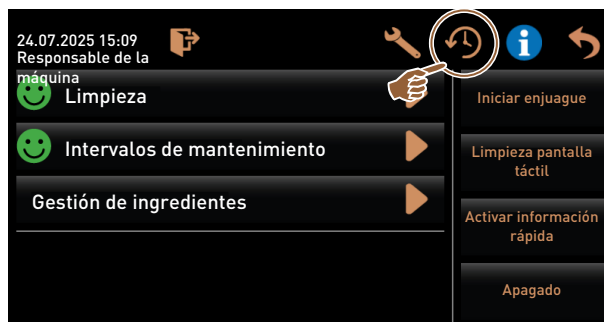 24.07.2025 15:09
Responsable de la
máquina
Limpieza
Intervalos de mantenimiento
Gestión de ingredientes
Iniciar enjuague
Limpieza pantalla
táctil
Activar información
rápida
Apagado